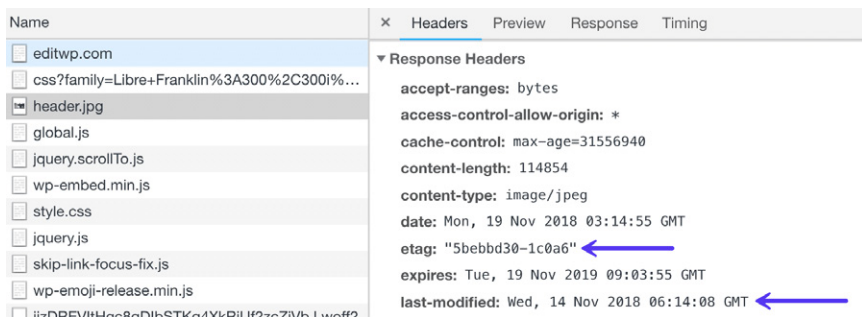 Name
editwp.com
css?family=Libre+Franklin%3A300%2C300i%...
header.jpg
global.js
jquery.scrollTo.js
wp-embed.min.js
style.css
jquery.js
skip-link-focus-fix.js
wp-emoji-release.min.js
× Headers Preview Response Timing
▼ Response Headers
accept-ranges: bytes
access-control-allow-origin: *
cache-control: max-age=31556940
content-length: 114854
content-type: image/jpeg
date: Mon, 19 Nov 2018 03:14:55 GMT
etag: "5bebbd30-1c0a6"
expires: Tue, 19 Nov 2019 09:03:55 GMT
last-modified: Wed, 14 Nov 2018 06:14:08 GMT